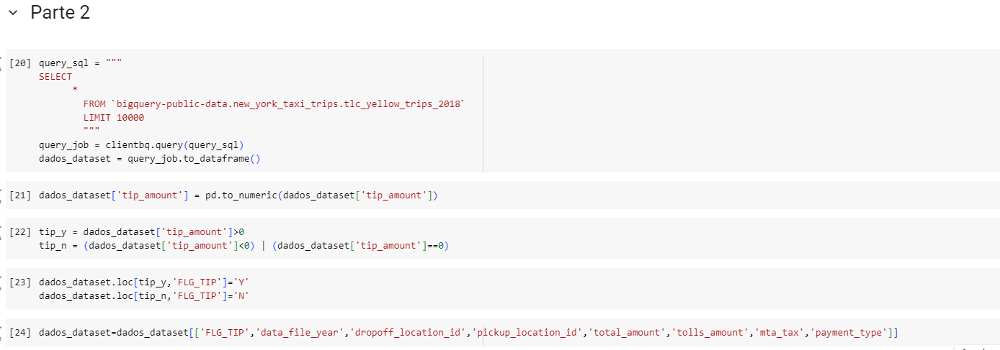 Parte 2
[20] query_sql = """
SELECT
*
FROM `bigquery-public-data.new_york_taxi_trips.tlc_yellow_trips_2018`
LIMIT 10000
"""
query_job = clientbq.query(query_sql)
dados_dataset = query_job.to_dataframe()
[21] dados_dataset['tip_amount'] = pd.to_numeric(dados_dataset['tip_amount'])
[22] tip_y = dados_dataset['tip_amount']>0
tip_n = (dados_dataset['tip_amount']<0) | (dados_dataset['tip_amount']==0)
[23] dados_dataset.loc[tip_y,'FLG_TIP']='Y'
dados_dataset.loc[tip_n,'FLG_TIP']='N'
[24] dados_dataset=dados_dataset[['FLG_TIP','data_file_year','dropoff_location_id','pickup_location_id','total_amount','tolls_amount','mta_tax','payment_type']]